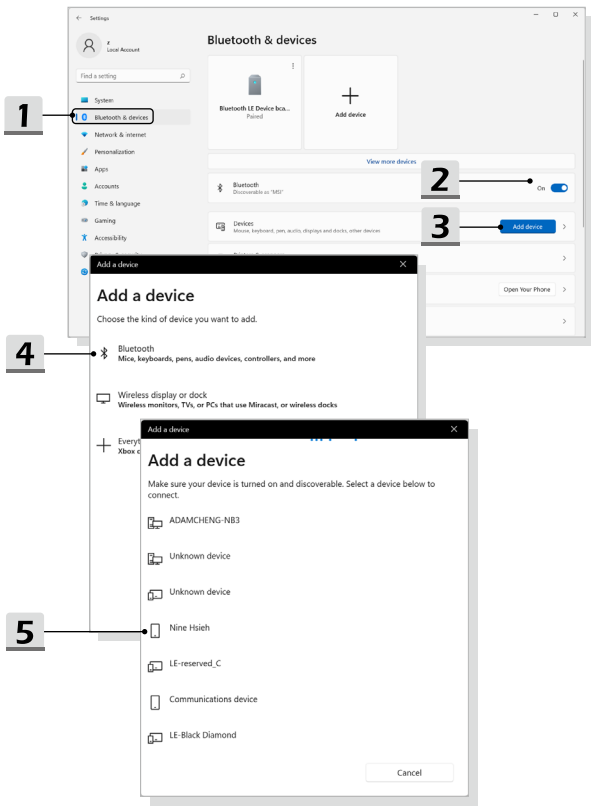 Settings
z
Local Account
Find a setting
System
Bluetooth & devices
Network & internet
Personalization
Apps
Accounts
Time & language
Gaming
Accessibility
Bluetooth & devices
Bluetooth LE Device bca...
Paired
Add device
View more devices
Bluetooth
Discoverable as "MSI"
On
Devices
Mouse, keyboard, pen, audio, displays and docks, other devices
Add device
Open Your Phone
1
2
3
Add a device
Add a device
Choose the kind of device you want to add.
Bluetooth
Mice, keyboards, pens, audio devices, controllers, and more
Wireless display or dock
Wireless monitors, TVs, or PCs that use Miracast, or wireless docks
Everyt
Xbox c
4
Add a device
Add a device
Make sure your device is turned on and discoverable. Select a device below to
connect.
ADAMCHENG-NB3
Unknown device
Unknown device
Nine Hsieh
LE-reserved_C
Communications device
LE-Black Diamond
Cancel
5